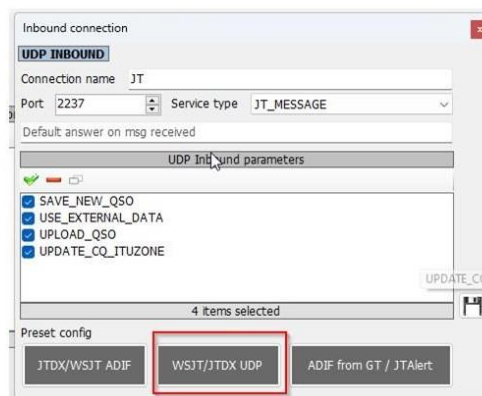 Inbound connection
UDP INBOUND
Connection name JT
Port 2237 Service type JT_MESSAGE
Default answer on msg received
UDP Inbound parameters
SAVE_NEW_QSO
USE_EXTERNAL_DATA
UPLOAD_QSO
UPDATE_CQ_ITUZONE
4 items selected
Preset config
JTDX/WSJT ADIF WSJT/JTDX UDP ADIF from GT / JTAlert